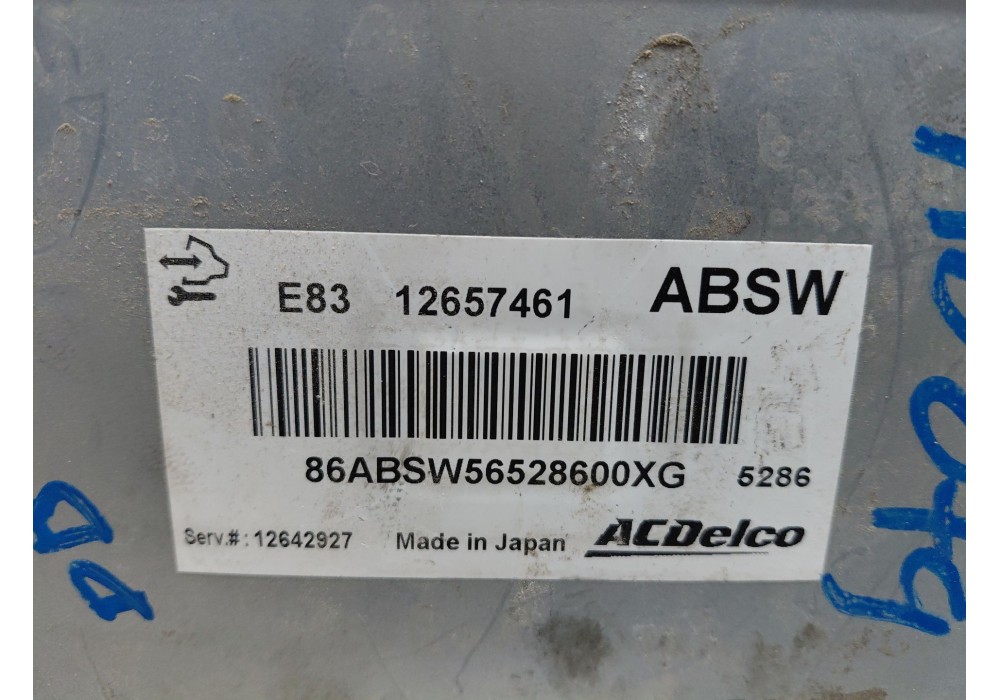 E83 12657461 ABSW
86ABSW56528600XG 5286
Serv.#: 12642927 Made in Japan ACDelco